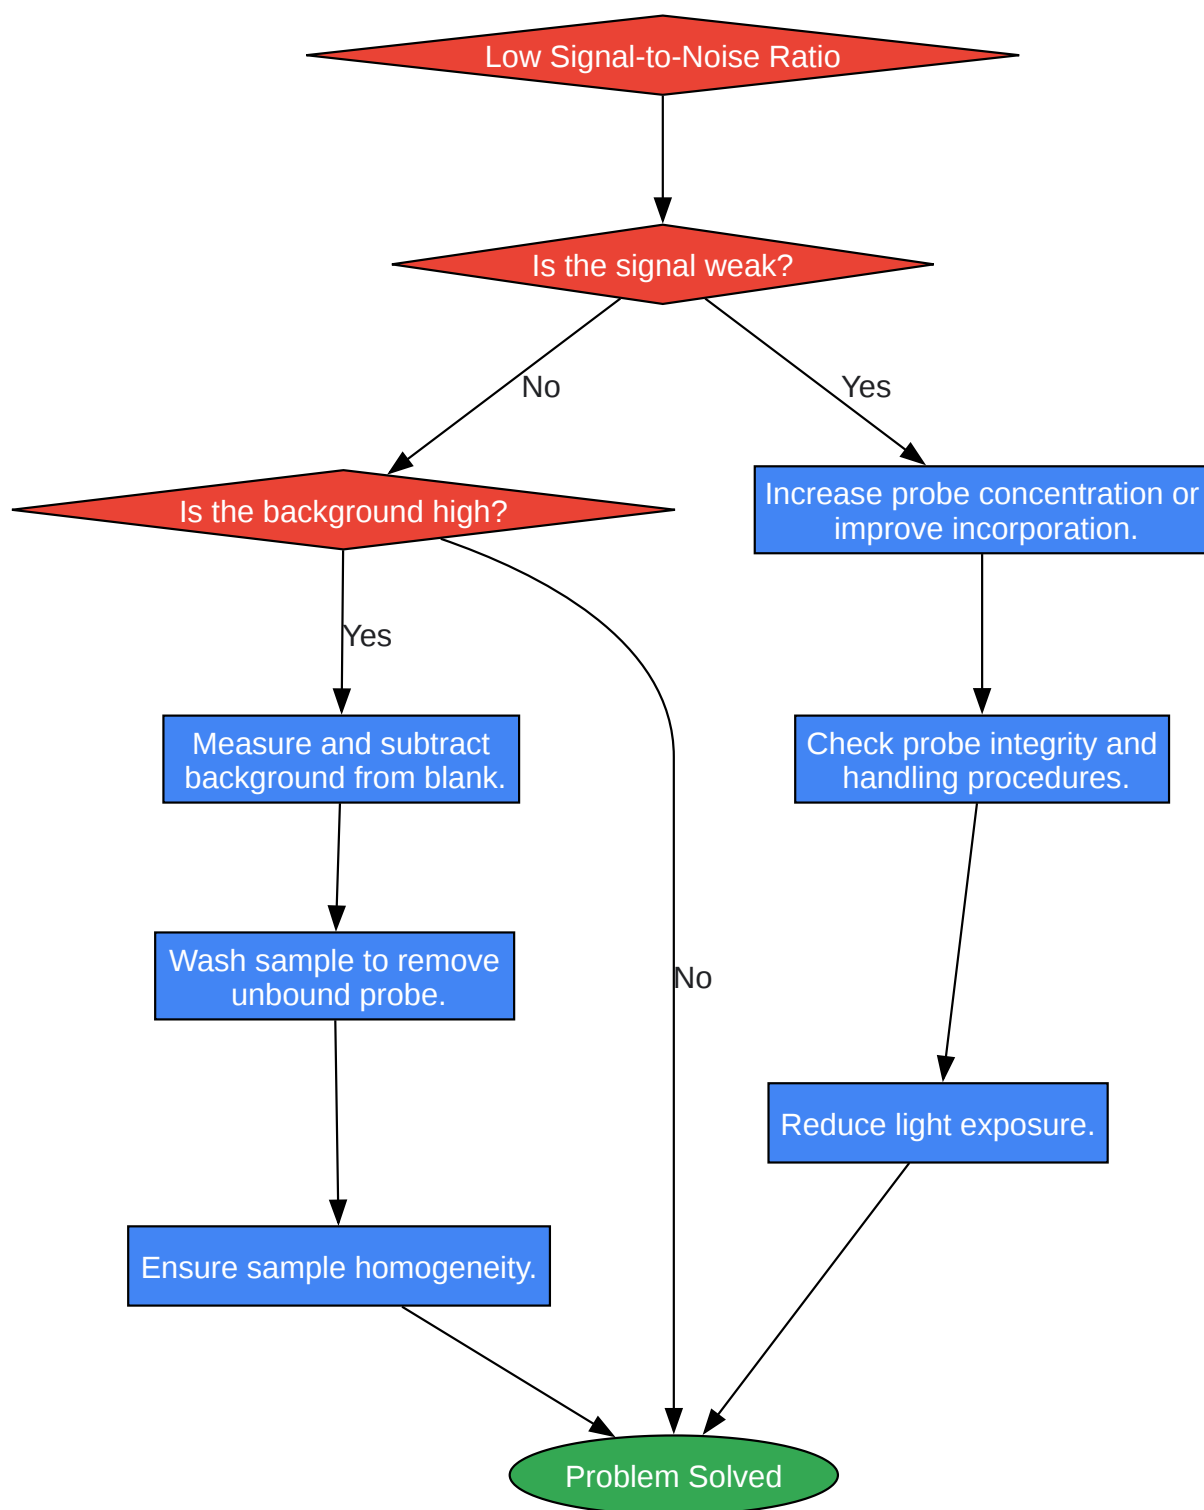 Low Signal-to-Noise Ratio
Is the signal weak?
No
Yes
Is the background high?
Increase probe concentration or
improve incorporation.
Yes
Measure and subtract
background from blank.
Check probe integrity and
handling procedures.
Wash sample to remove
unbound probe.
No
Reduce light exposure.
Ensure sample homogeneity.
Problem Solved